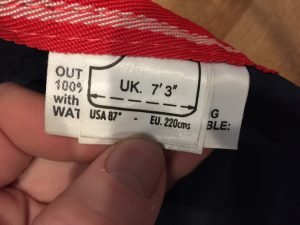 OUT
100%
with
WAT
UK. 7' 3"
USA 87" - EU. 220cms
G
BLE: